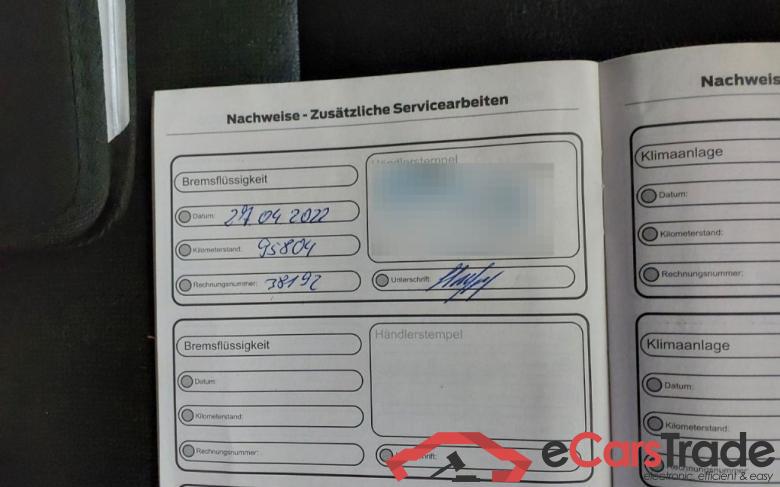 Nachweise - Zusätzliche Servicearbeiten
Bremsflüssigkeit
Händlerstempel
Datum: 27 04 2022
Kilometerstand: 95804
Rechnungsnummer: 38192
Unterschrift:
Bremsflüssigkeit
Händlerstempel
Datum:
Kilometerstand:
Rechnungsnummer:
Nachweis
Klimaanlage
Datum:
Kilometerstand:
Rechnungsnummer:
Klimaanlage
Datum:
Kilometerstand:
Rechnungsnummer:
eCarsTrade
electronic, efficient & easy